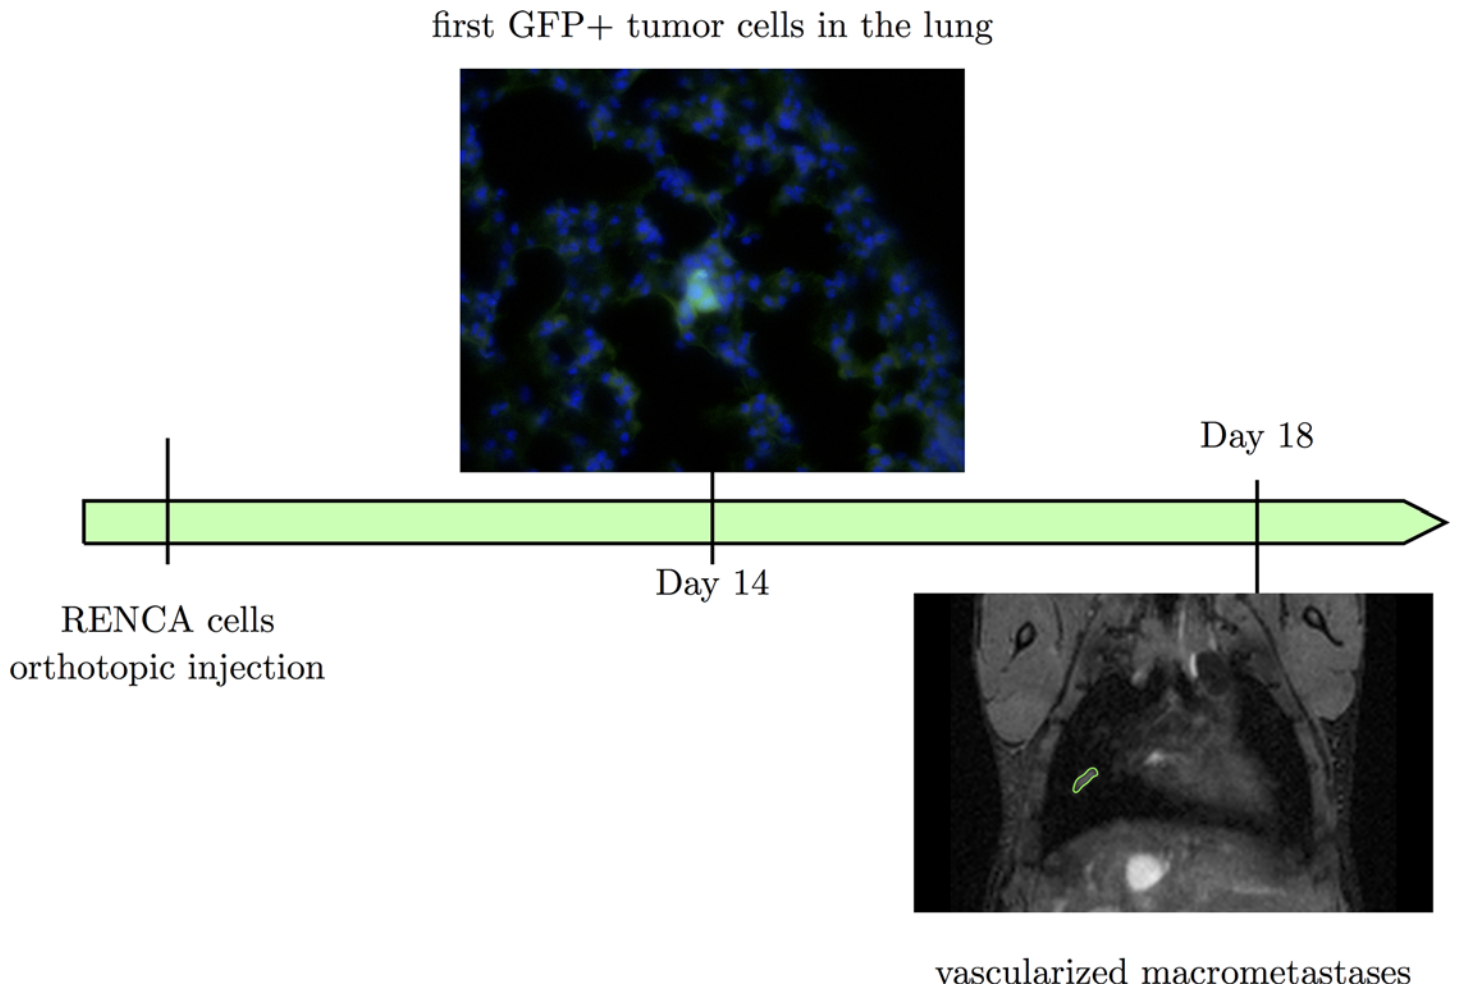 first GFP+ tumor cells in the lung
Day 18
Day 14
RENCA cells
orthotopic injection
vascularized macrometastases